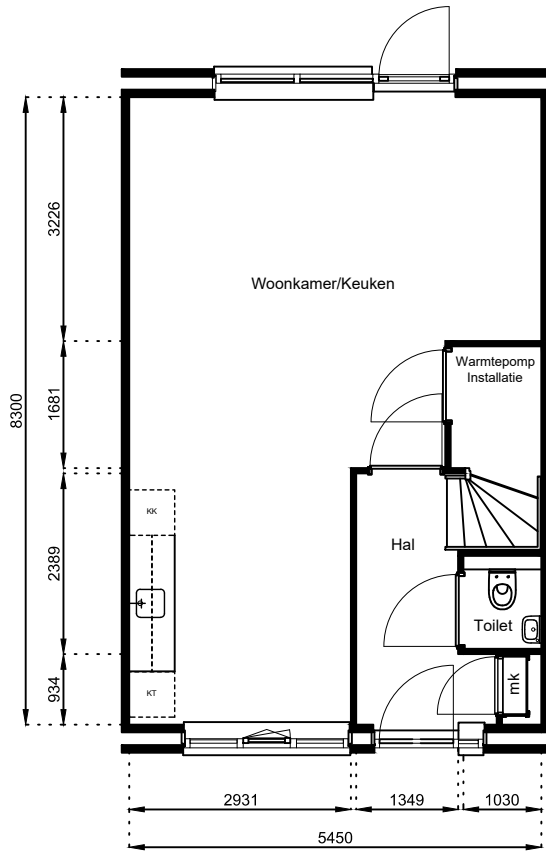 3226
Woonkamer/Keuken
Warmtepomp
Installatie
1681
8300
KK
Hal
2389
Toilet
KT
934
mk
2931
1349
1030
5450